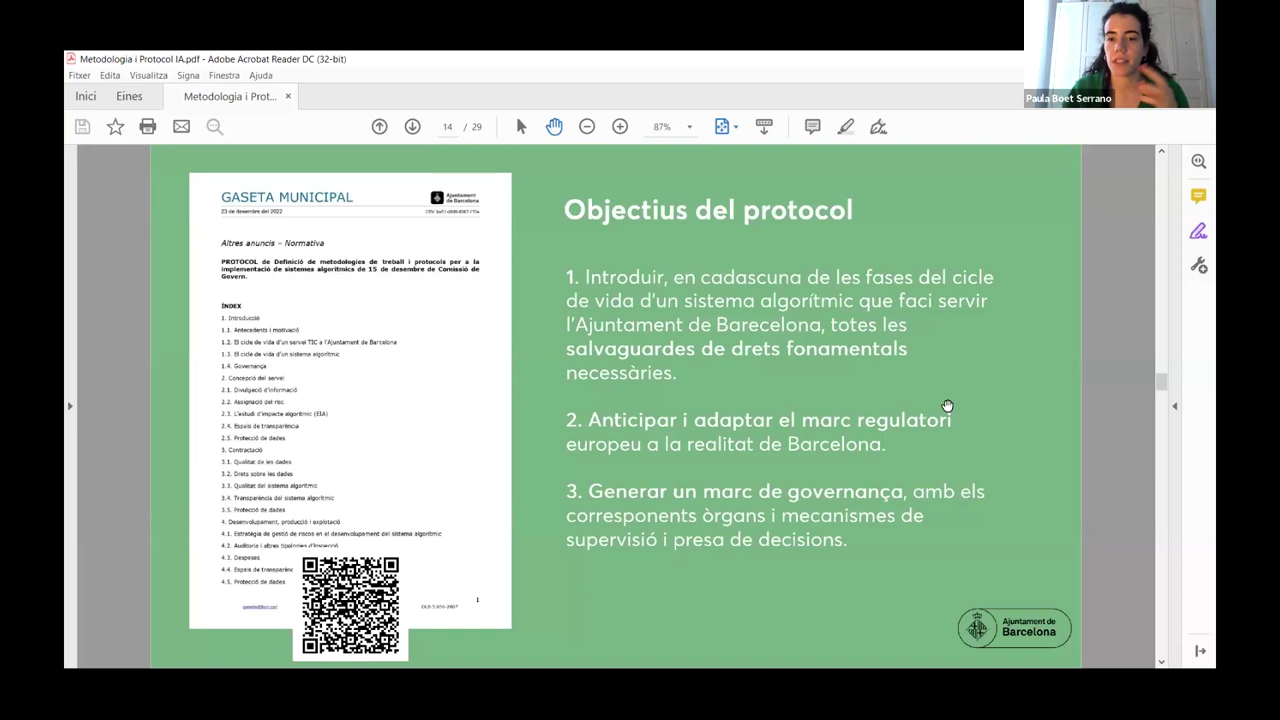 Metodologia i Protocol IA.pdf - Adobe Acrobat Reader DC (32-bit)
Fitxer Edita Visualitza Signa Finestra Ajuda
Inici Eines Metodologia i Prot... ×
14 / 29 87%
Paula Boet Serrano
GASETA MUNICIPAL
Ajuntament
de Barcelona
23 de desembre del 2022
Altres anuncis – Normativa
PROTOCOL de Definició de metodologies de treball i protocols per a la
implementació de sistemes algorítmics de 15 de desembre de Comissió de
Govern.
ÍNDEX
1. Introducció
1.1. Antecedents i motivació
1.2. El cicle de vida d'un servei TIC a l'Ajuntament de Barcelona
1.3. El cicle de vida d'un sistema algorítmic
1.4. Governança
2. Concepció del servei
2.1. Divulgació d'informació
2.2. Assignació del risc
2.3. L'estudi d'impacte algorítmic (EIA)
2.4. Espais de transparència
2.5. Protecció de dades
3. Contractació
3.1. Qualitat de les dades
3.2. Drets sobre les dades
3.3. Qualitat del sistema algorítmic
3.4. Transparència del sistema algorítmic
3.5. Protecció de dades
4. Desenvolupament, producció i explotació
4.1. Estratègia de gestió de riscos en el desenvolupament del sistema algorítmic
4.2. Auditoria i altres tipologies d'inspecció
4.3. Despeses
4.4. Espais de transparènc
4.5. Protecció de dades
1
Objectius del protocol
1. Introduir, en cadascuna de les fases del cicle
de vida d'un sistema algorítmic que faci servir
l'Ajuntament de Barecelona, totes les
salvaguardes de drets fonamentals
necessàries.
2. Anticipar i adaptar el marc regulatori
europeu a la realitat de Barcelona.
3. Generar un marc de governança, amb els
corresponents òrgans i mecanismes de
supervisió i presa de decisions.
Ajuntament de
Barcelona